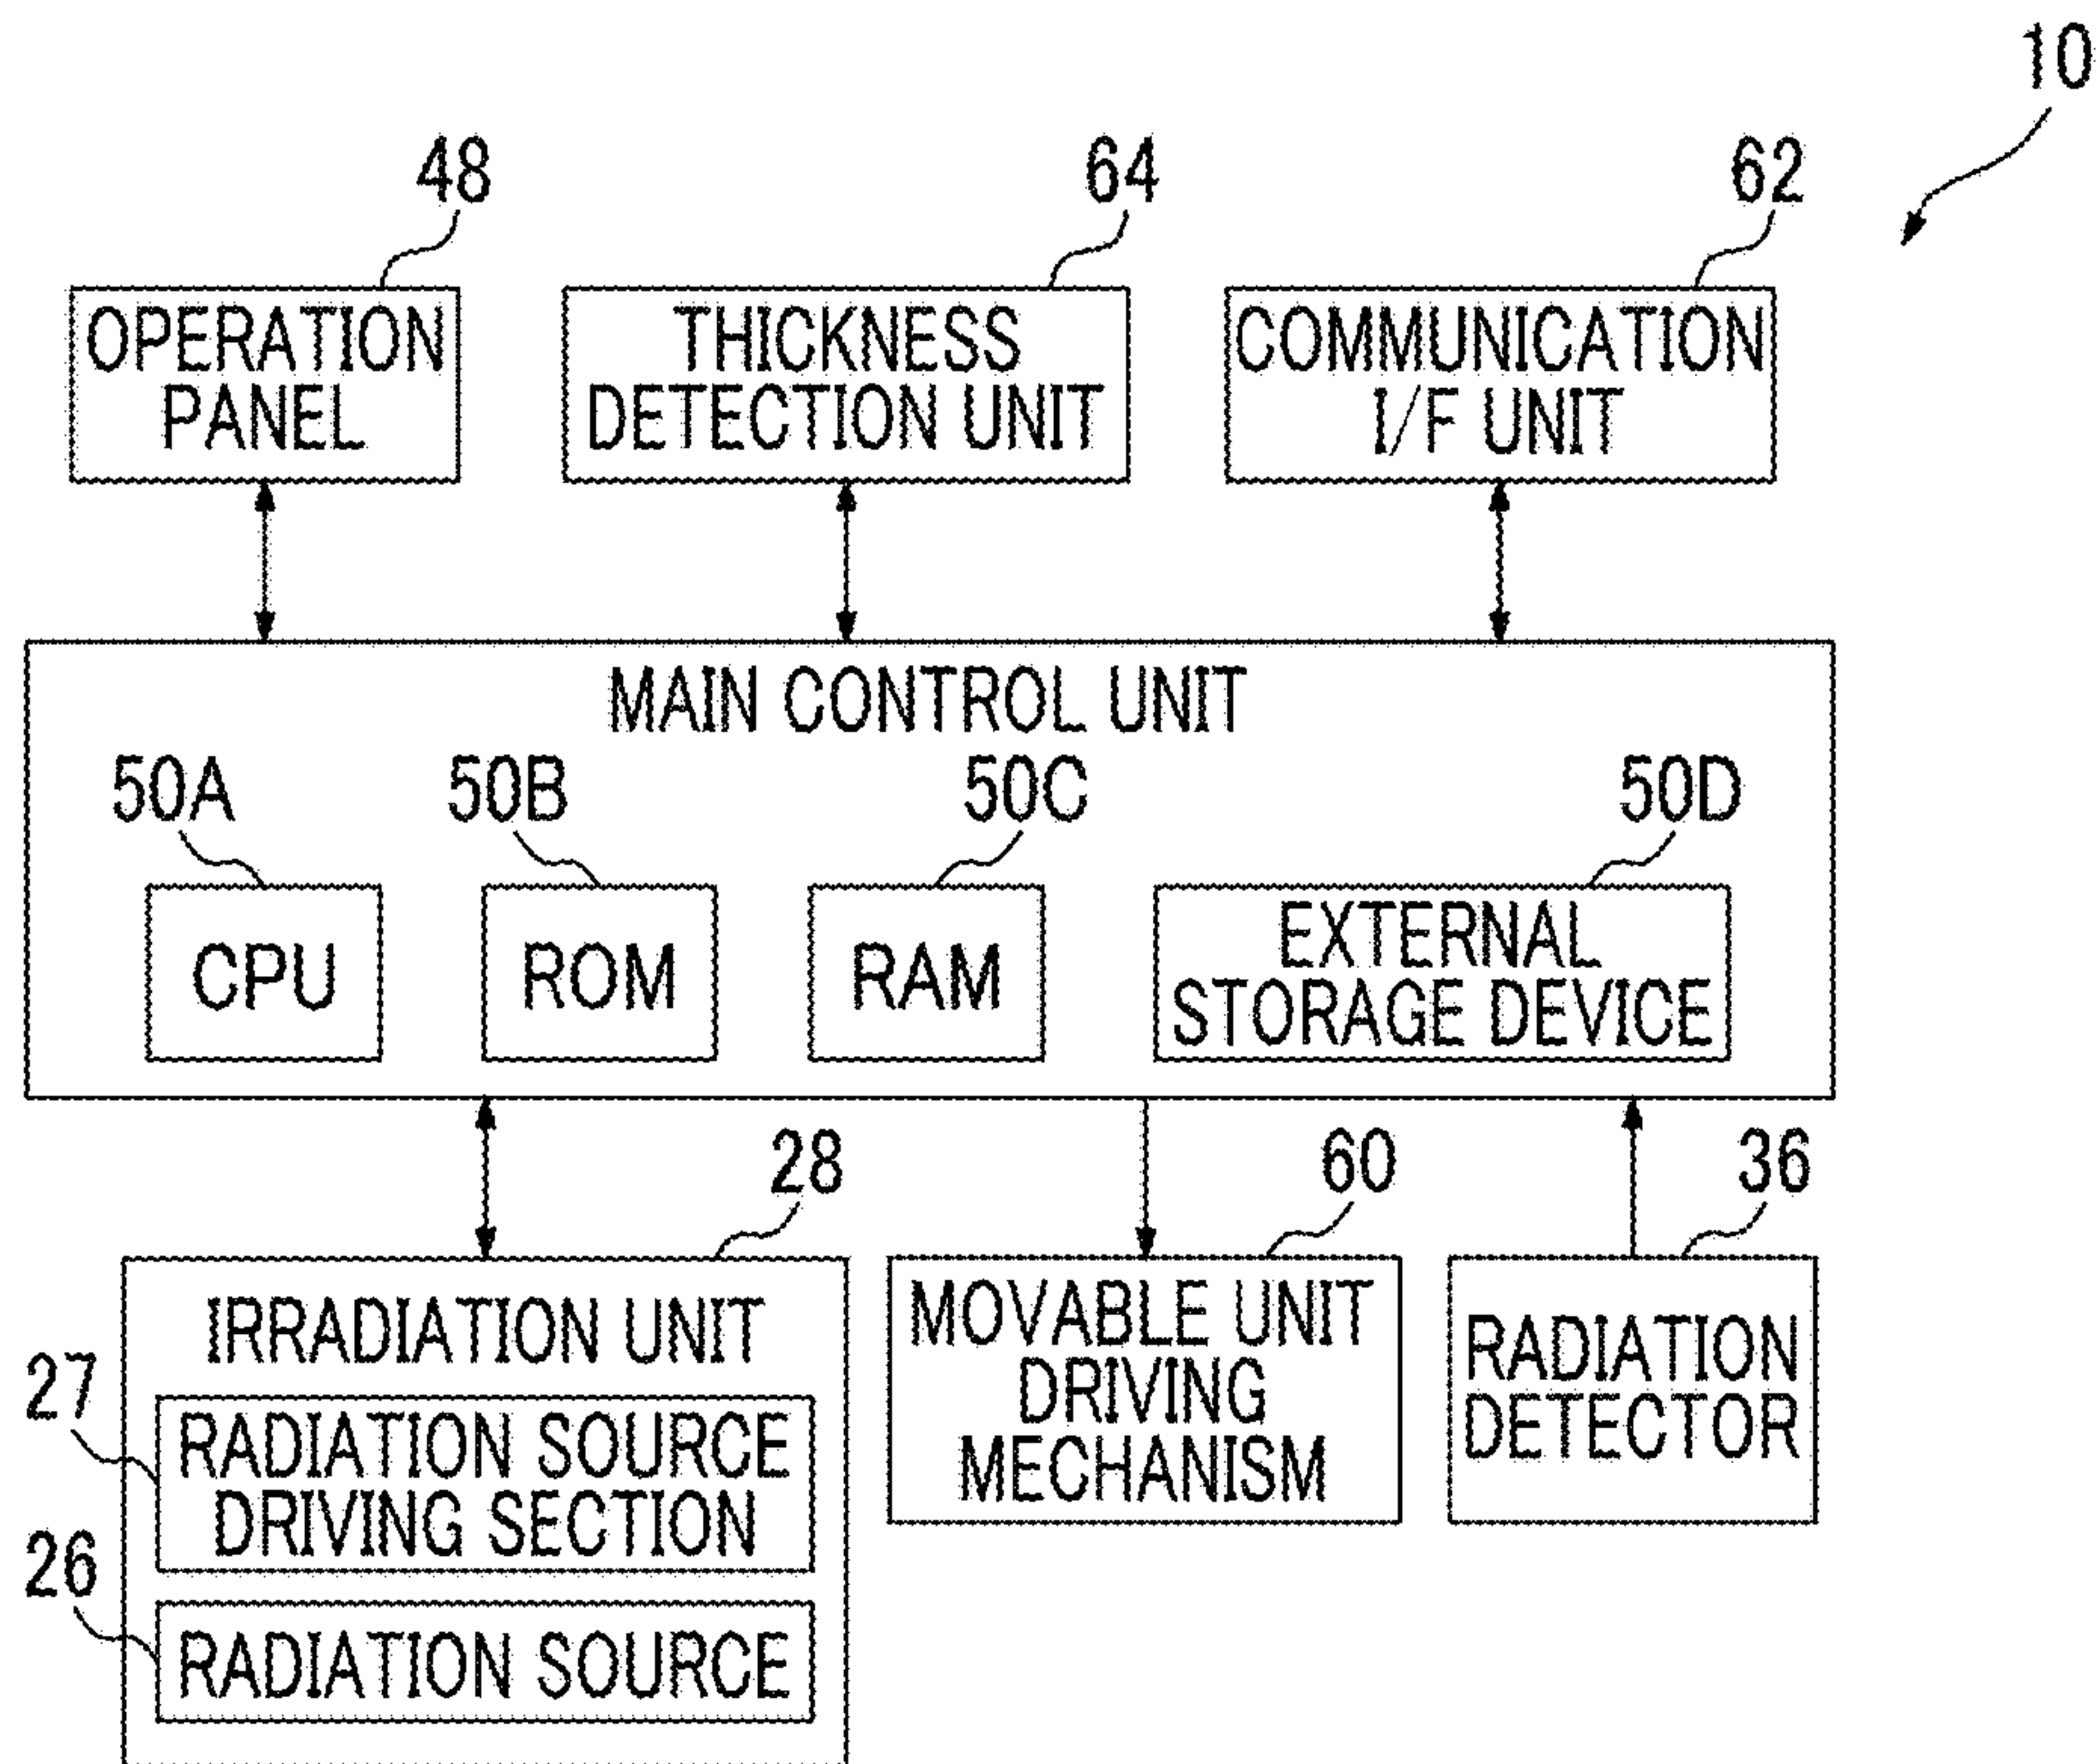 10
48
64
62
OPERATION
PANEL
THICKNESS
DETECTION UNIT
COMMUNICATION
I/F UNIT
MAIN CONTROL UNIT
50A
50B
50C
50D
CPU
ROM
RAM
EXTERNAL
STORAGE DEVICE
28
60
36
IRRADIATION UNIT
27
RADIATION SOURCE
DRIVING SECTION
26
RADIATION SOURCE
MOVABLE UNIT
DRIVING
MECHANISM
RADIATION
DETECTOR